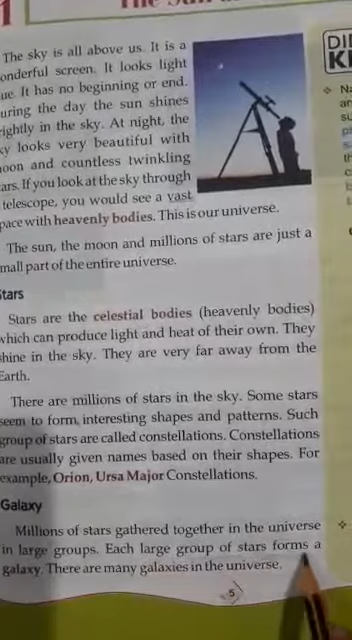 1 The Sun
The sky is all above us. It is a
onderful screen. It looks light
ue. It has no beginning or end.
uring the day the sun shines
rightly in the sky. At night, the
ky looks very beautiful with
oon and countless twinkling
ars. If you look at the sky through
telescope, you would see a vast
pace with heavenly bodies. This is our universe.
The sun, the moon and millions of stars are just a
mall part of the entire universe.
Stars
Stars are the celestial bodies (heavenly bodies)
which can produce light and heat of their own. They
shine in the sky. They are very far away from the
Earth.
There are millions of stars in the sky. Some stars
seem to form interesting shapes and patterns. Such
group of stars are called constellations. Constellations
are usually given names based on their shapes. For
example, Orion, Ursa Major Constellations.
Galaxy
Millions of stars gathered together in the universe
in large groups. Each large group of stars forms a
galaxy. There are many galaxies in the universe.
5
DI
K